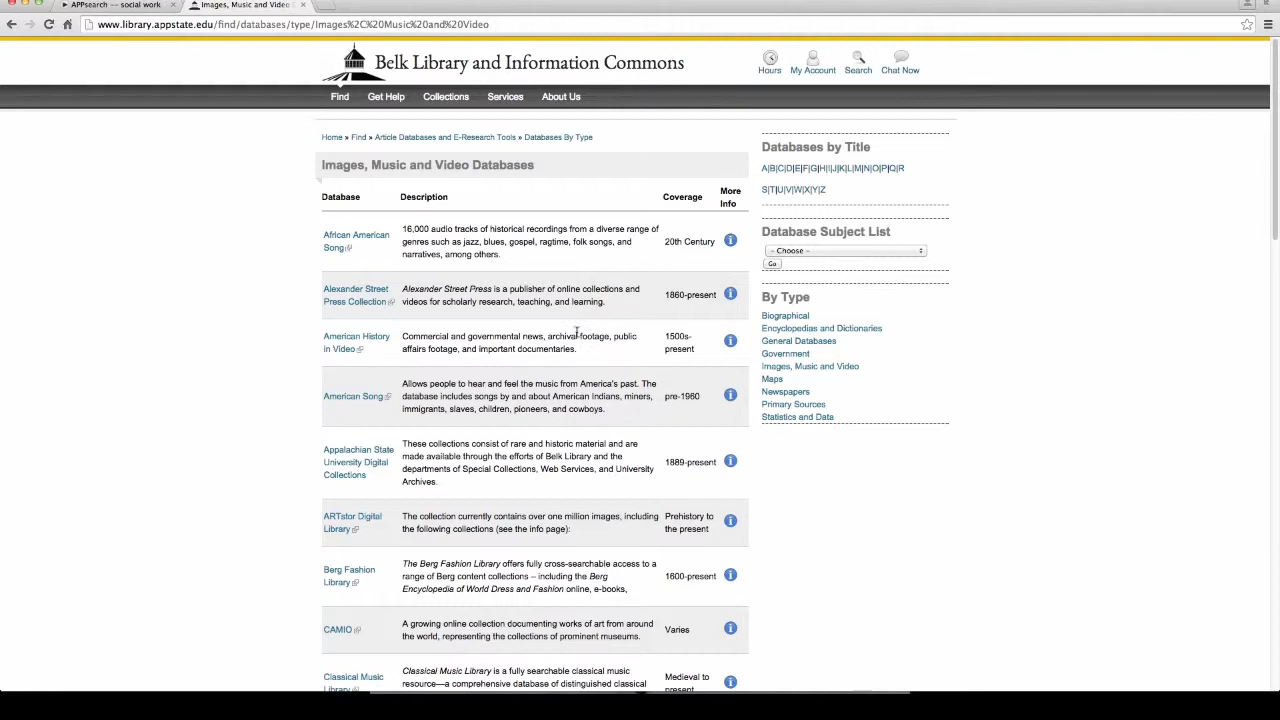 APPsearch -- social work
Images, Music and Video D
www.library.appstate.edu/find/databases/type/Images%2C%20Music%20and%20Video
Belk Library and Information Commons
Hours
My Account
Search
Chat Now
Find
Get Help
Collections
Services
About Us
Home » Find » Article Databases and E-Research Tools » Databases By Type
Images, Music and Video Databases
Database
Description
Coverage
More
Info
African American
Song
16,000 audio tracks of historical recordings from a diverse range of
genres such as jazz, blues, gospel, ragtime, folk songs, and
narratives, among others.
20th Century
Alexander Street
Press Collection
Alexander Street Press is a publisher of online collections and
videos for scholarly research, teaching, and learning.
1860-present
American History
in Video
Commercial and governmental news, archival footage, public
affairs footage, and important documentaries.
1500s-
present
American Song
Allows people to hear and feel the music from America's past. The
database includes songs by and about American Indians, miners,
immigrants, slaves, children, pioneers, and cowboys.
pre-1960
Appalachian State
University Digital
Collections
These collections consist of rare and historic material and are
made available through the efforts of Belk Library and the
departments of Special Collections, Web Services, and University
Archives.
1889-present
ARTstor Digital
Library
The collection currently contains over one million images, including
the following collections (see the info page):
Prehistory to
the present
Berg Fashion
Library
The Berg Fashion Library offers fully cross-searchable access to a
range of Berg content collections – including the Berg
Encyclopedia of World Dress and Fashion online, e-books,
1600-present
CAMIO
A growing online collection documenting works of art from around
the world, representing the collections of prominent museums.
Varies
Classical Music
Library
Classical Music Library is a fully searchable classical music
resource—a comprehensive database of distinguished classical
Medieval to
present
Databases by Title
A|B|C|D|E|F|G|H|I|J|K|L|M|N|O|P|Q|R
S|T|U|V|W|X|Y|Z
Database Subject List
- Choose -
Go
By Type
Biographical
Encyclopedias and Dictionaries
General Databases
Government
Images, Music and Video
Maps
Newspapers
Primary Sources
Statistics and Data